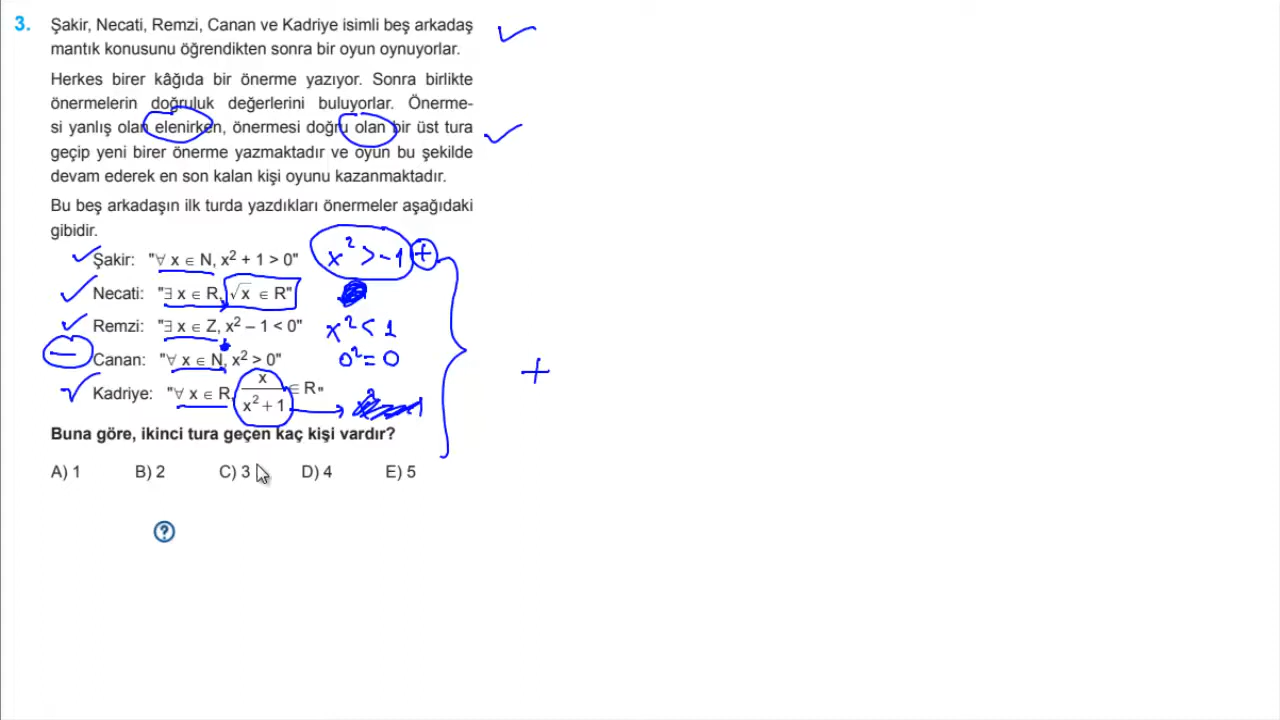 3. Şakir, Necati, Remzi, Canan ve Kadriye isimli beş arkadaş
mantık konusunu öğrendikten sonra bir oyun oynuyorlar.
Herkes birer kâğıda bir önerme yazıyor. Sonra birlikte
önermelerin doğruluk değerlerini buluyorlar. Önerme-
si yanlış olan elenirken, önermesi doğru olan bir üst tura
geçip yeni birer önerme yazmaktadır ve oyun bu şekilde
devam ederek en son kalan kişi oyunu kazanmaktadır.
Bu beş arkadaşın ilk turda yazdıkları önermeler aşağıdaki
gibidir.
Şakir: "∀ x ∈ N, x² + 1 > 0" x² > -1 +
Necati: "∃ x ∈ R, √x ∈ R"
Remzi: "∃ x ∈ Z, x² – 1 < 0" x² < 1
Canan: "∀ x ∈ N, x² > 0" 0² = 0
Kadriye: "∀ x ∈ R, x/(x² + 1) ∈ R"
+
Buna göre, ikinci tura geçen kaç kişi vardır?
A) 1 B) 2 C) 3 D) 4 E) 5
?